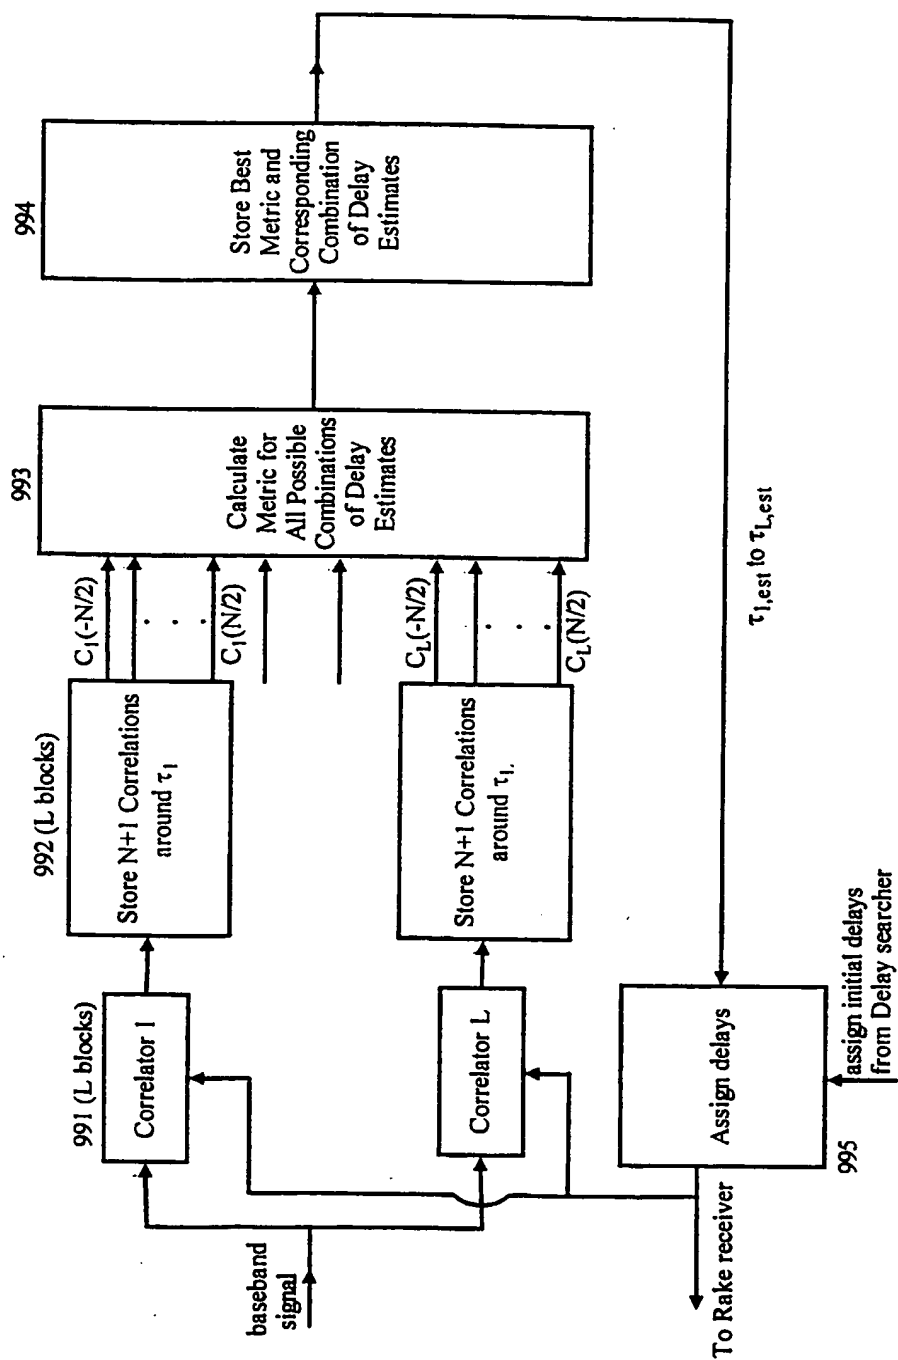 991 (L blocks)
Correlator 1
992 (L blocks)
Store N+1 Correlations
around τ1
C1(-N/2)
. . .
C1(N/2)
993
Calculate
Metric for
All Possible
Combinations
of Delay
Estimates
994
Store Best
Metric and
Corresponding
Combination
of Delay
Estimates
baseband
signal
Correlator L
Store N+1 Correlations
around τL
CL(-N/2)
. . .
CL(N/2)
To Rake receiver
995
Assign delays
assign initial delays
from Delay searcher
τ1,est to τL,est